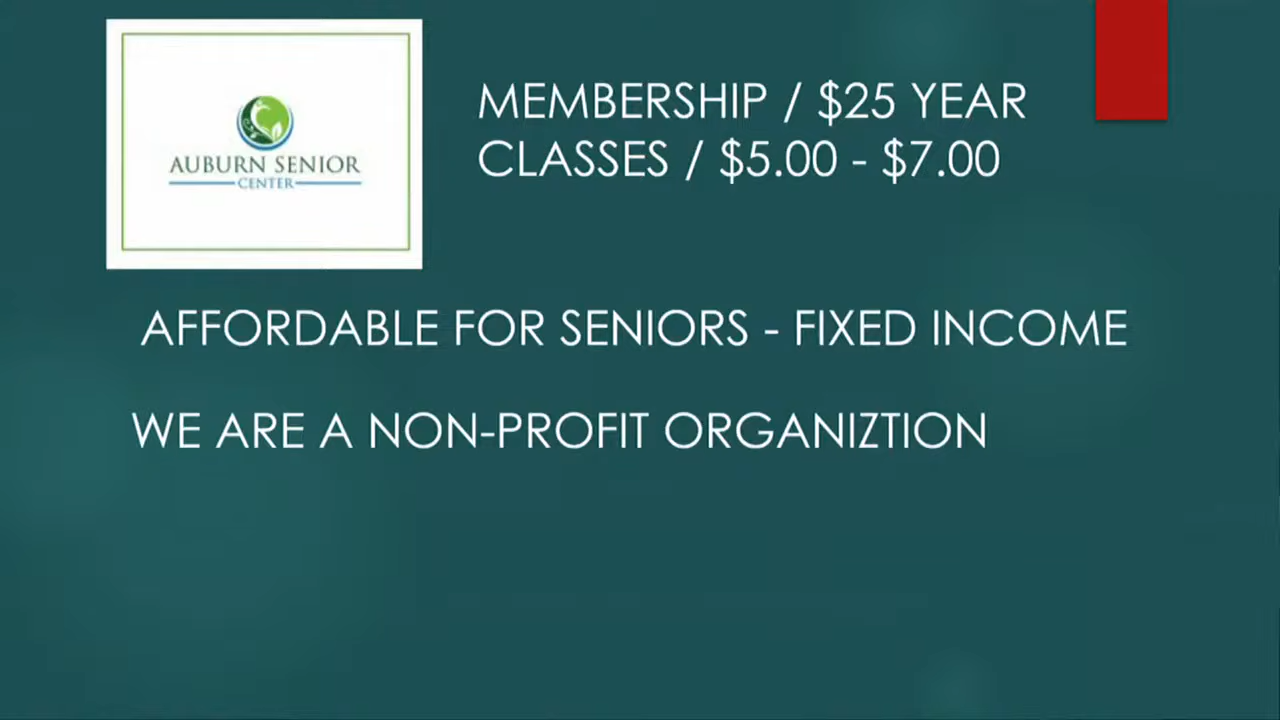 AUBURN SENIOR
CENTER
MEMBERSHIP / $25 YEAR
CLASSES / $5.00 - $7.00
AFFORDABLE FOR SENIORS - FIXED INCOME
WE ARE A NON-PROFIT ORGANIZTION